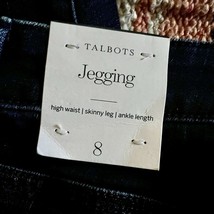 TALBOTS
Jegging
high waist | skinny leg | ankle length
8